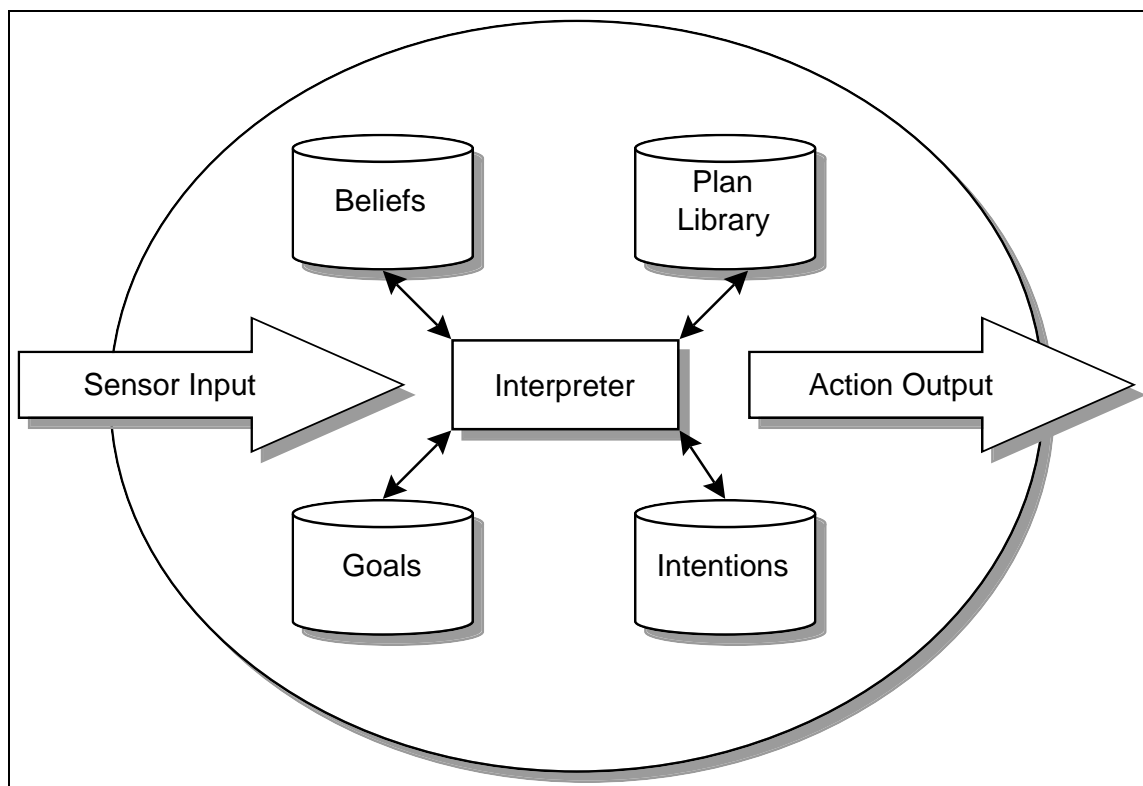 Beliefs
Plan
Library
Sensor Input
Interpreter
Action Output
Goals
Intentions